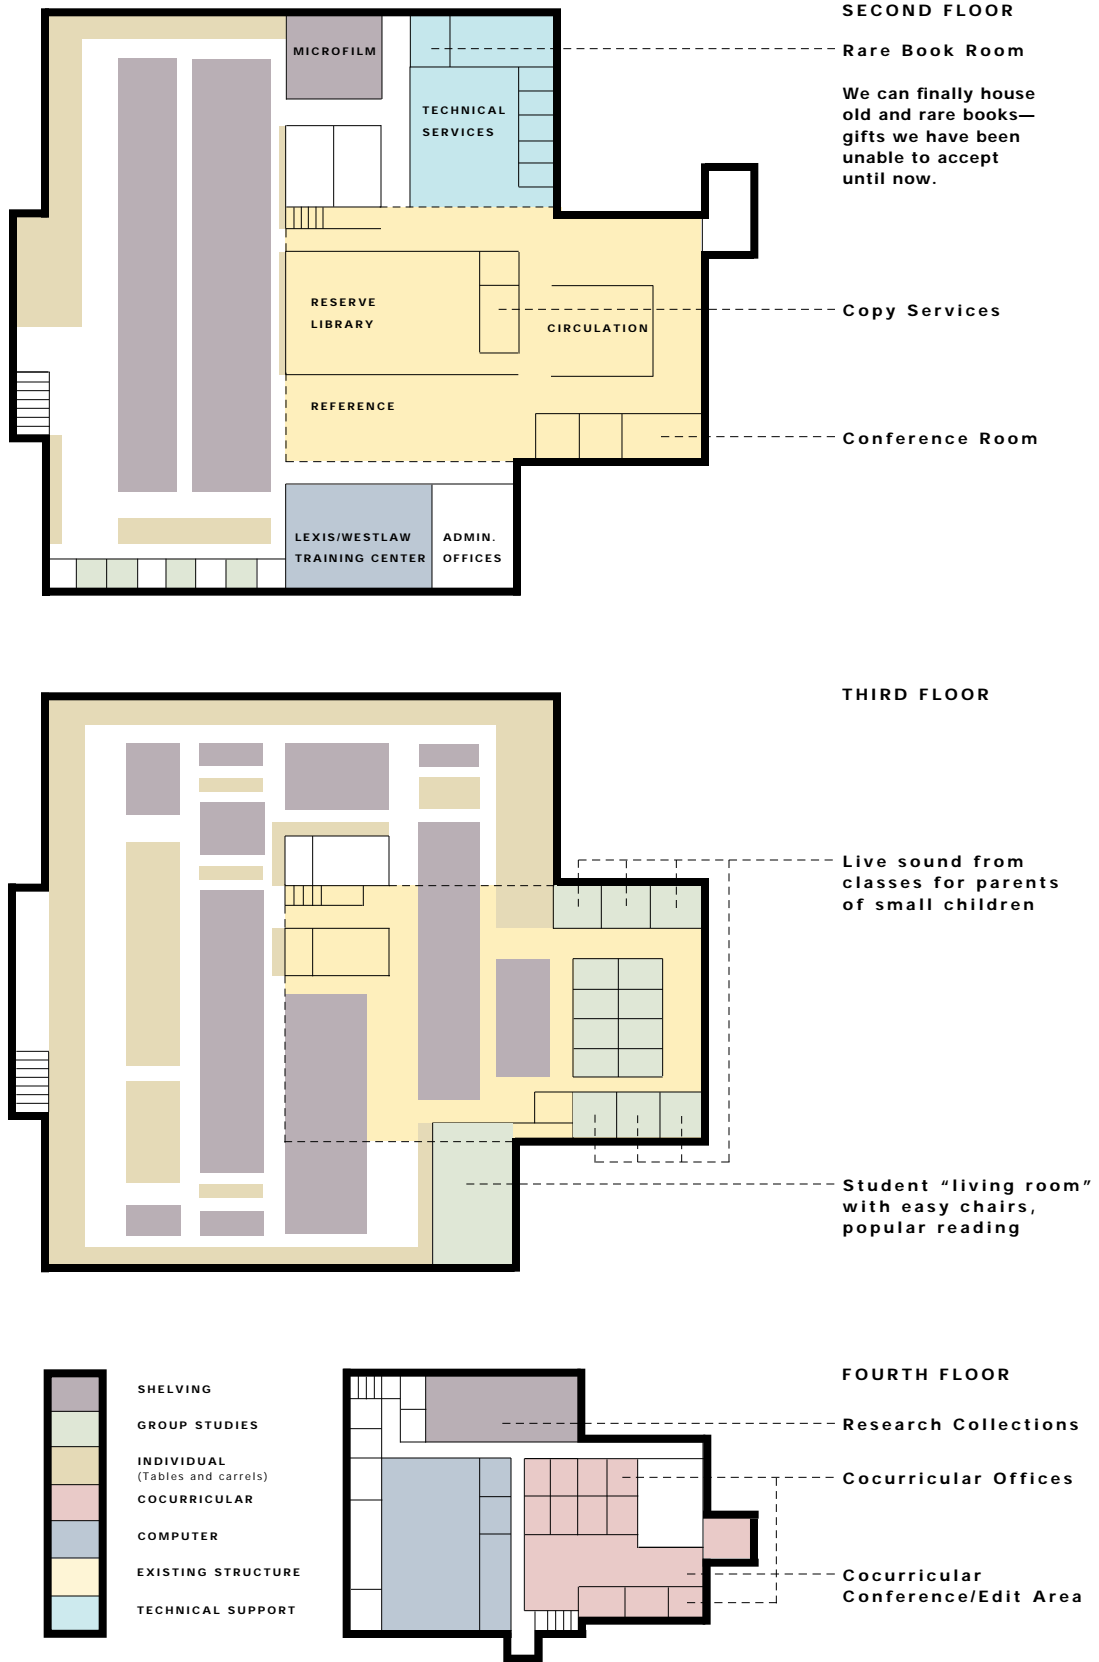 SECOND FLOOR
MICROFILM
Rare Book Room
We can finally house
old and rare books—
gifts we have been
unable to accept
until now.
TECHNICAL
SERVICES
RESERVE
LIBRARY
Copy Services
CIRCULATION
REFERENCE
Conference Room
LEXIS/WESTLAW
TRAINING CENTER
ADMIN.
OFFICES
THIRD FLOOR
Live sound from
classes for parents
of small children
Student “living room”
with easy chairs,
popular reading
FOURTH FLOOR
SHELVING
GROUP STUDIES
INDIVIDUAL
(Tables and carrels)
COCURRICULAR
COMPUTER
EXISTING STRUCTURE
TECHNICAL SUPPORT
Research Collections
Cocurricular Offices
Cocurricular
Conference/Edit Area